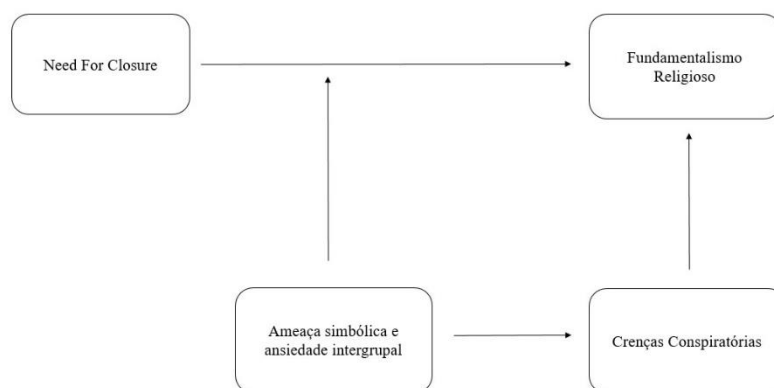 Need For Closure
Fundamentalismo
Religioso
Ameaça simbólica e
ansiedade intergrupal
Crenças Conspiratórias